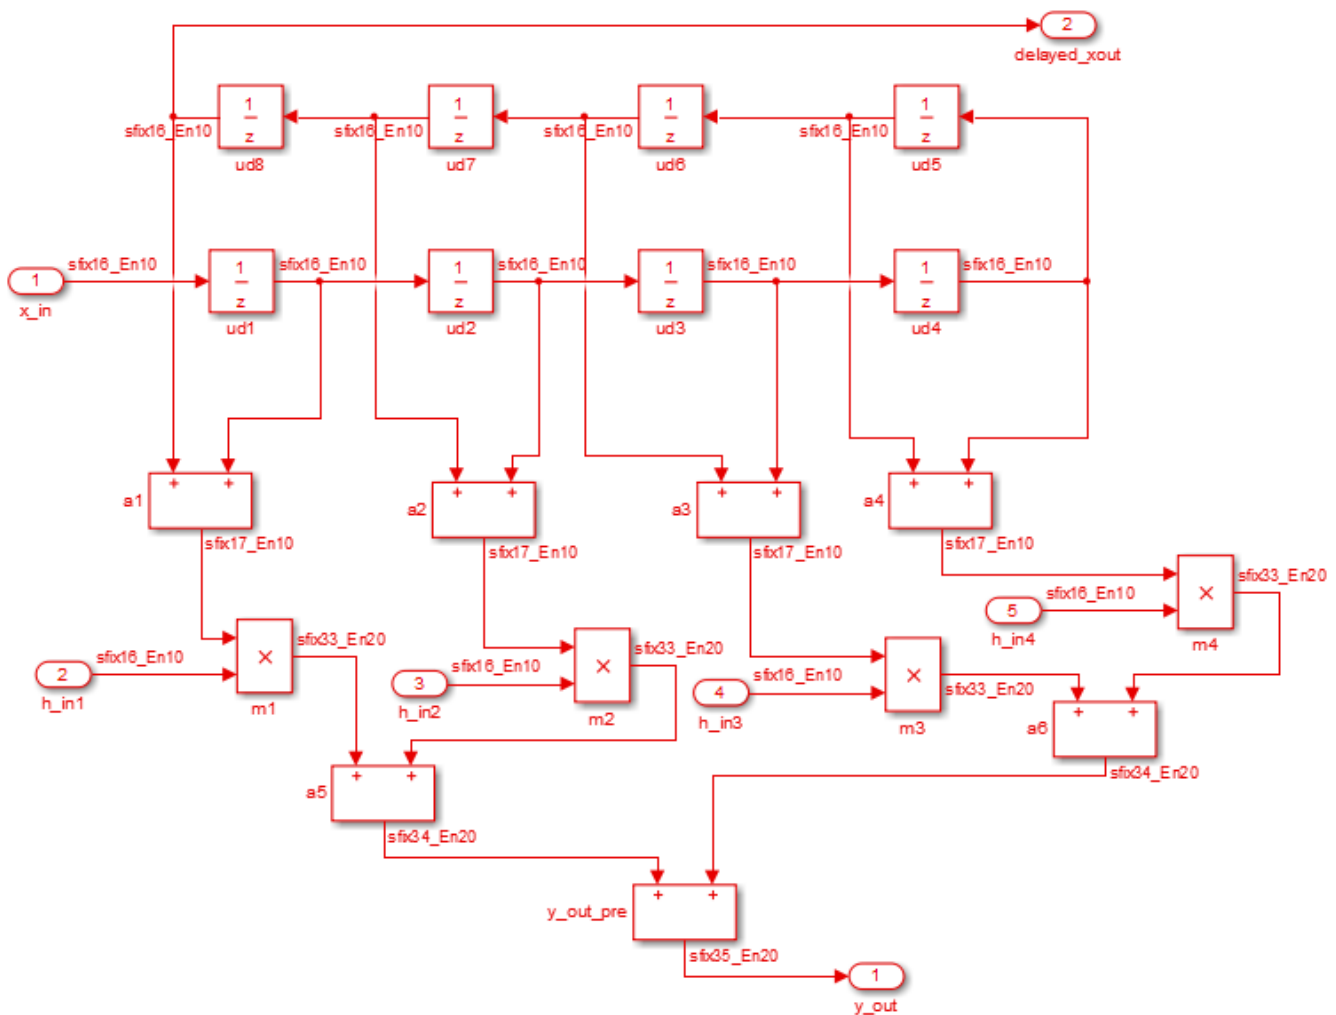 2
delayed_xout
1
z
1
z
1
z
1
z
sfix16_En10
sfix16_En10
sfix16_En10
sfix16_En10
ud8
ud7
ud6
ud5
sfix16_En10
sfix16_En10
sfix16_En10
sfix16_En10
sfix16_En10
1
1
z
1
z
1
z
1
z
x_in
ud1
ud2
ud3
ud4
+ +
+ +
+ +
+ +
a1
a2
a3
a4
sfix17_En10
sfix17_En10
sfix17_En10
sfix17_En10
sfix33_En20
sfix16_En10
×
5
h_in4
m4
sfix33_En20
sfix33_En20
sfix16_En10
sfix16_En10
sfix16_En10
×
×
×
2
3
4
sfix33_En20
h_in1
m1
h_in2
m2
h_in3
m3
+ +
a6
+ +
sfix34_En20
a5
sfix34_En20
+ +
y_out_pre
sfix35_En20
1
y_out